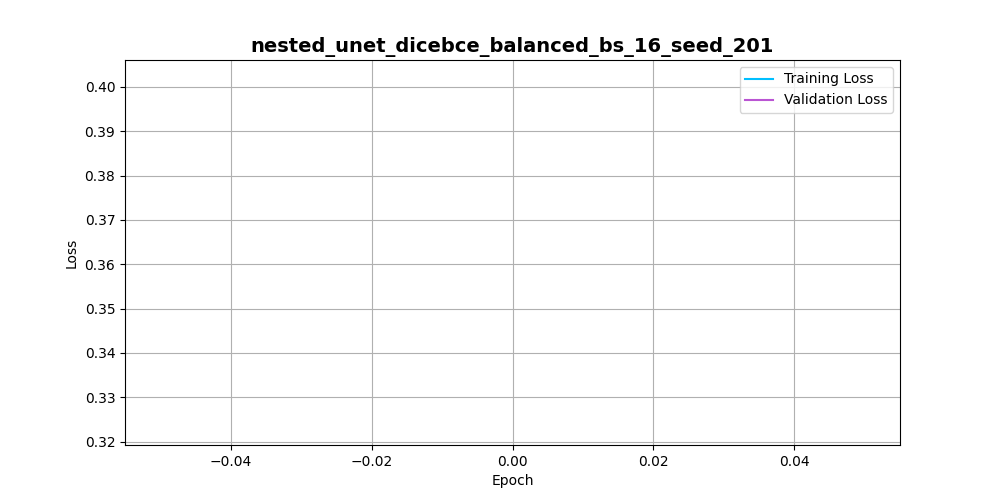 nested_unet_dicebce_balanced_bs_16_seed_201
Training Loss
Validation Loss
0.40
0.39
0.38
0.37
0.36
0.35
0.34
0.33
0.32
Loss
−0.04
−0.02
0.00
0.02
0.04
Epoch